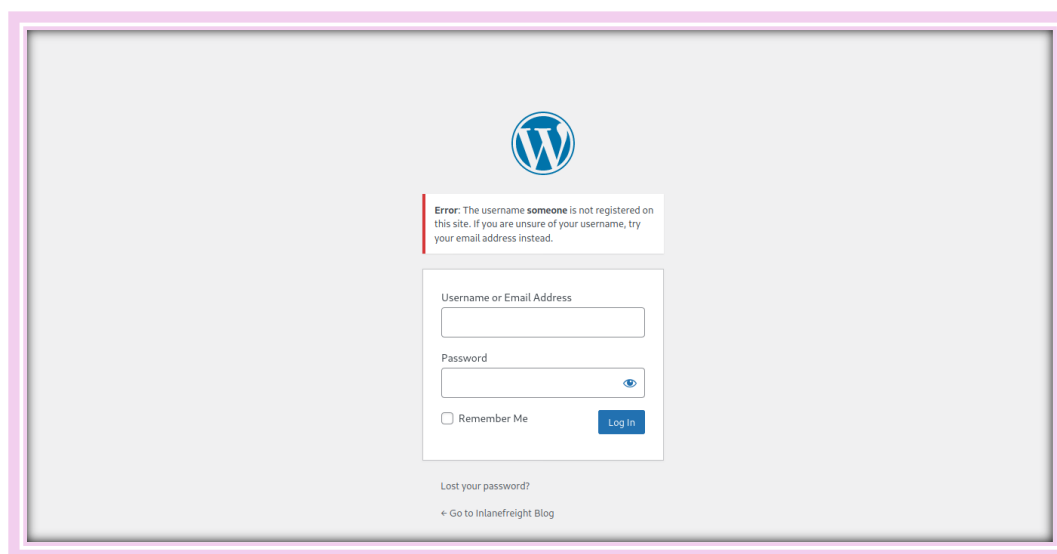 Error: The username someone is not registered on
this site. If you are unsure of your username, try
your email address instead.
Username or Email Address
Password
Remember Me
Log In
Lost your password?
← Go to Inlanefreight Blog